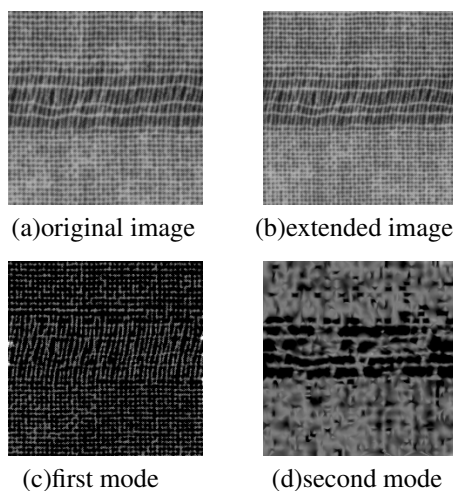 (a)original image
(b)extended image
(c)first mode
(d)second mode